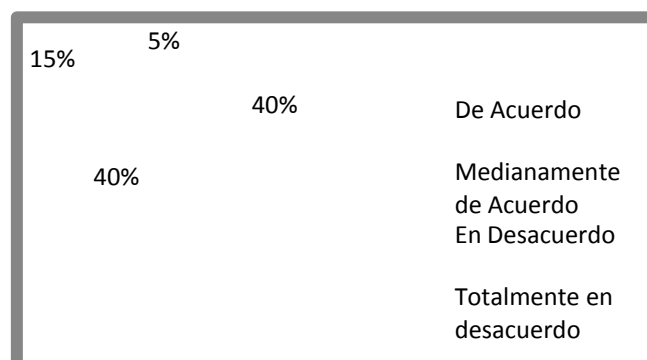 5%
15%
40%
40%
De Acuerdo
Medianamente
de Acuerdo
En Desacuerdo
Totalmente en
desacuerdo